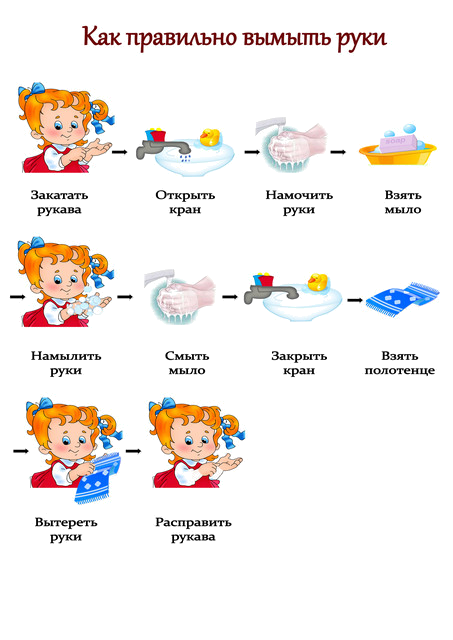 Как правильно вымыть руки
SOAP
Закатать
рукава
Открыть
кран
Намочить
руки
Взять
мыло
Намылить
руки
Смыть
мыло
Закрыть
кран
Взять
полотенце
Вытереть
руки
Расправить
рукава